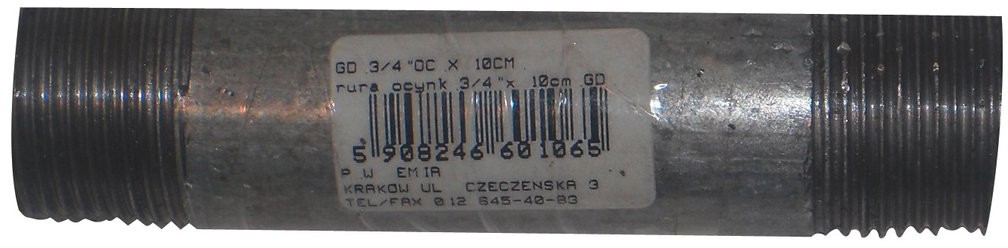 GD 3/4"OC X 10CM
rura ocynk 3/4"x 10cm GD
5 908246 601065
P.W EMIA
KRAKOW UL CZECZENSKA 3
TEL/FAX 012 645-40-83